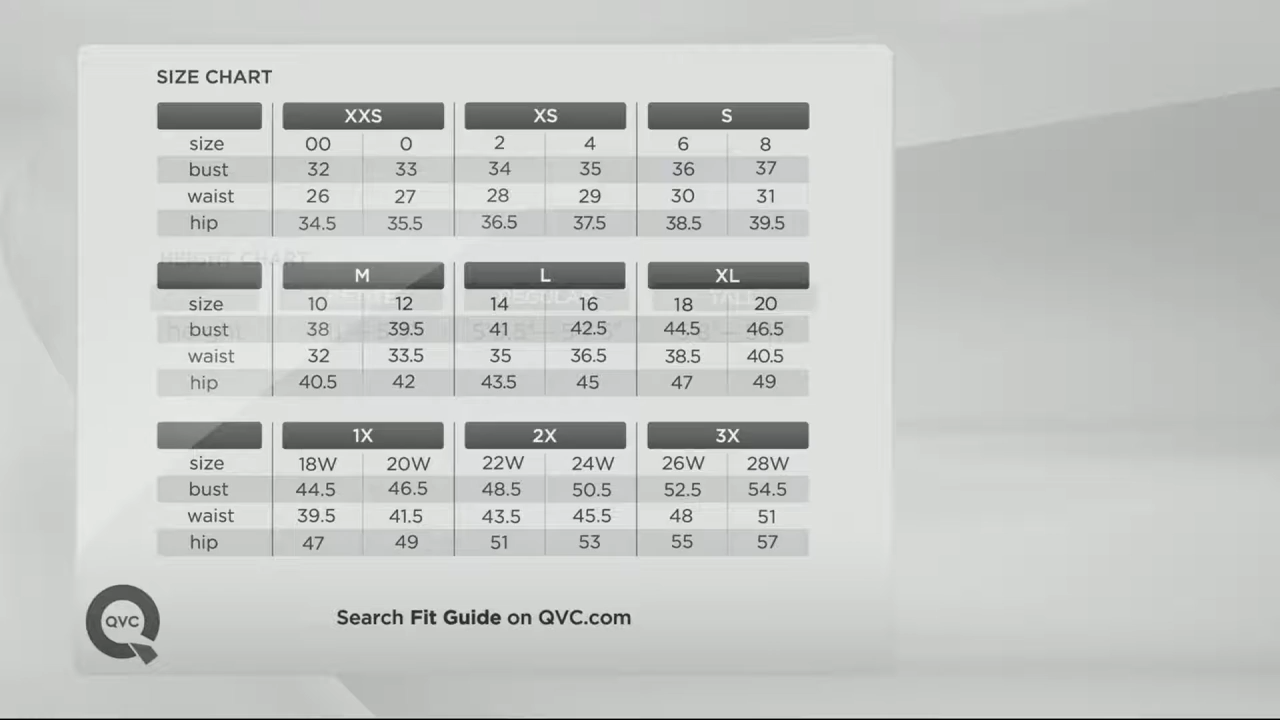 SIZE CHART
XXS XS S
size 00 0 2 4 6 8
bust 32 33 34 35 36 37
waist 26 27 28 29 30 31
hip 34.5 35.5 36.5 37.5 38.5 39.5
HEIGHT CHART
M L XL
size 10 12 14 16 18 20
bust 38 39.5 41 42.5 44.5 46.5
waist 32 33.5 35 36.5 38.5 40.5
hip 40.5 42 43.5 45 47 49
1X 2X 3X
size 18W 20W 22W 24W 26W 28W
bust 44.5 46.5 48.5 50.5 52.5 54.5
waist 39.5 41.5 43.5 45.5 48 51
hip 47 49 51 53 55 57
QVC
Search Fit Guide on QVC.com